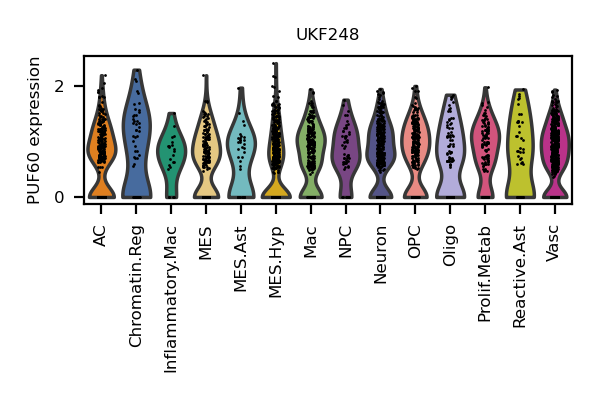 UKF248
PUF60 expression
2
0
AC
Chromatin.Reg
Inflammatory.Mac
MES
MES.Ast
MES.Hyp
Mac
NPC
Neuron
OPC
Oligo
Prolif.Metab
Reactive.Ast
Vasc